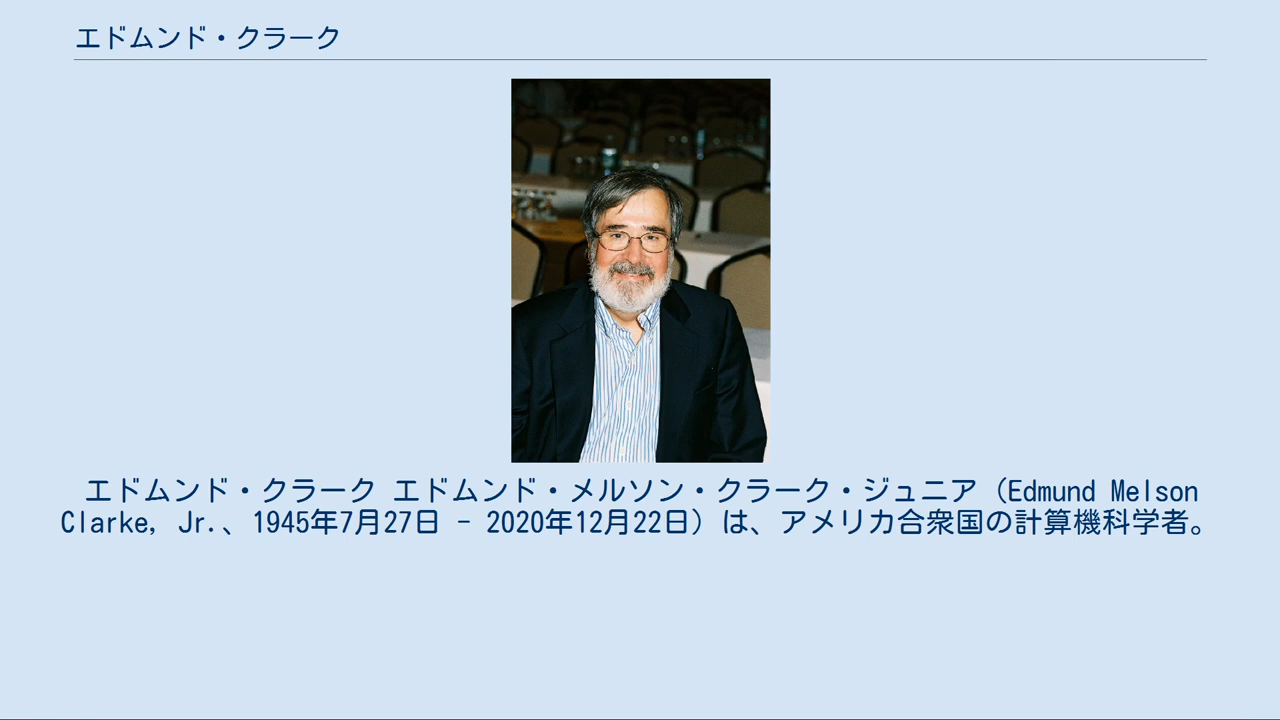 エドムンド・クラーク
エドムンド・クラーク エドムンド・メルソン・クラーク・ジュニア（Edmund Melson
Clarke, Jr.、1945年7月27日 - 2020年12月22日）は、アメリカ合衆国の計算機科学者。